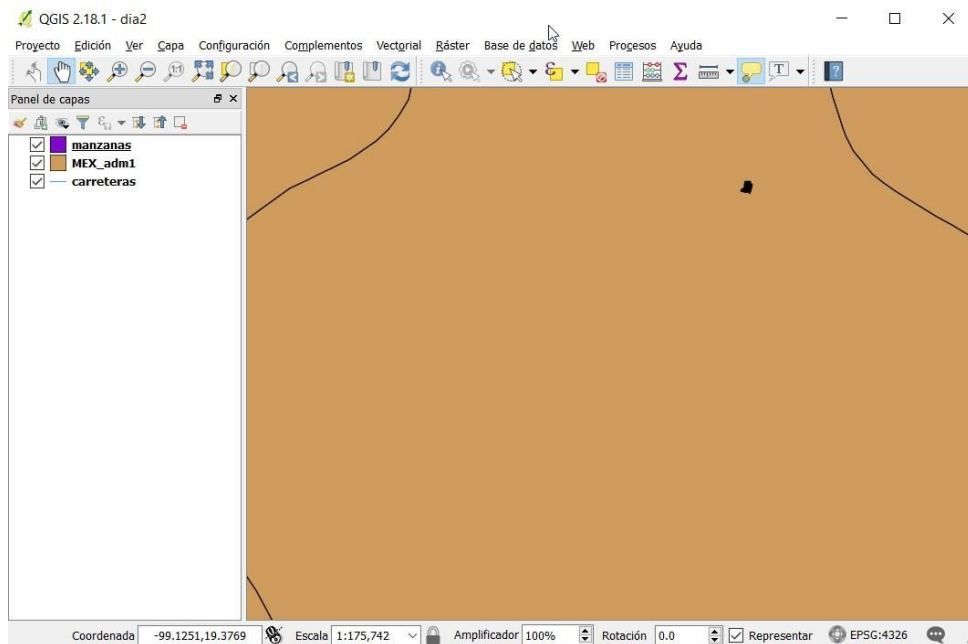 QGIS 2.18.1 - dia2
Proyecto Edición Ver Capa Configuración Complementos Vectorial Ráster Base de datos Web Procesos Ayuda
1:1
T
?
Panel de capas
manzanas
MEX_adm1
carreteras
Coordenada -99.1251,19.3769 Escala 1:175,742 Amplificador 100% Rotación 0.0 Representar EPSG:4326